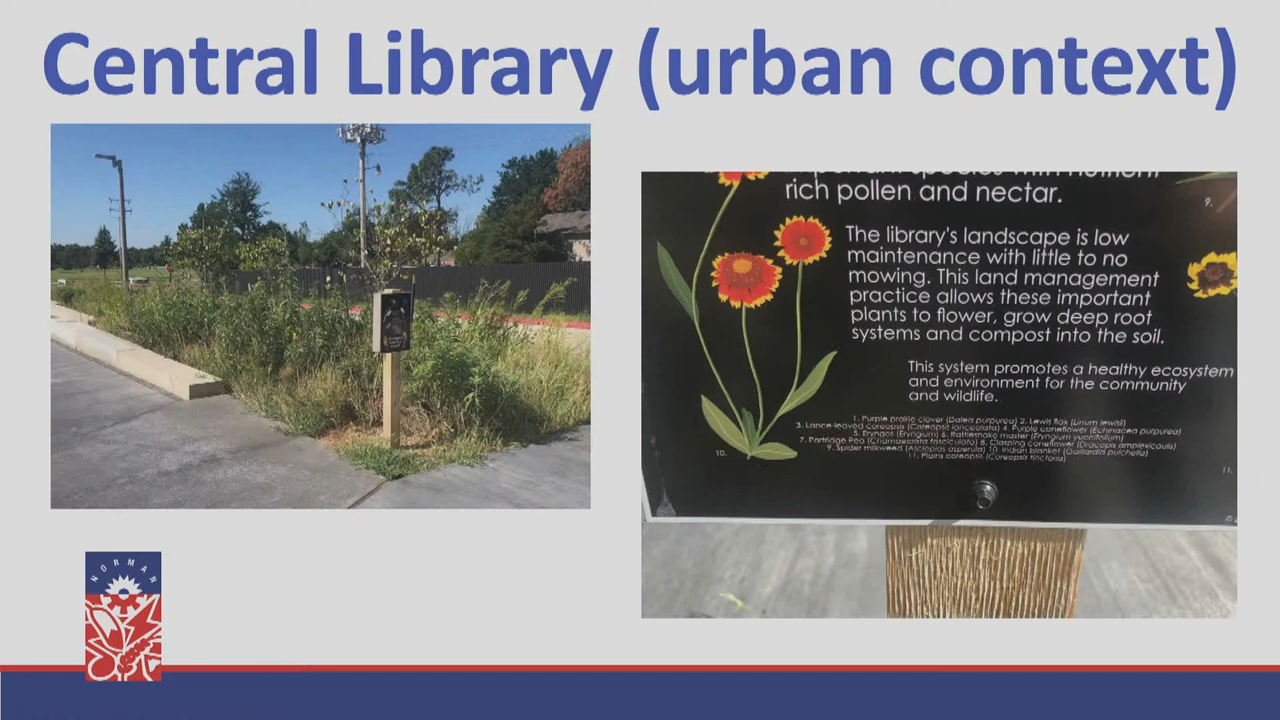 Central Library (urban context)
important species with nutrient
rich pollen and nectar.
9.
The library's landscape is low
maintenance with little to no
mowing. This land management
practice allows these important
plants to flower, grow deep root
systems and compost into the soil.
This system promotes a healthy ecosystem
and environment for the community
and wildlife.
1. Purple prairie clover (Dalea purpurea) 2. Lewis flax (Linum lewisii)
3. Lance-leaved coreopsis (Coreopsis lanceolata) 4. Purple coneflower (Echinacea purpurea)
5. Eryngos (Eryngium) 6. Rattlesnake master (Eryngium yuccifolium)
7. Partridge Pea (Chamaecrista fasciculata) 8. Clasping coneflower (Dracopis amplexicaulis)
9. Spider milkweed (Asclepias asperula) 10. Indian blanket (Gaillardia pulchella)
11. Plains coreopsis (Coreopsis tinctoria)
10.
11.
NORMAN